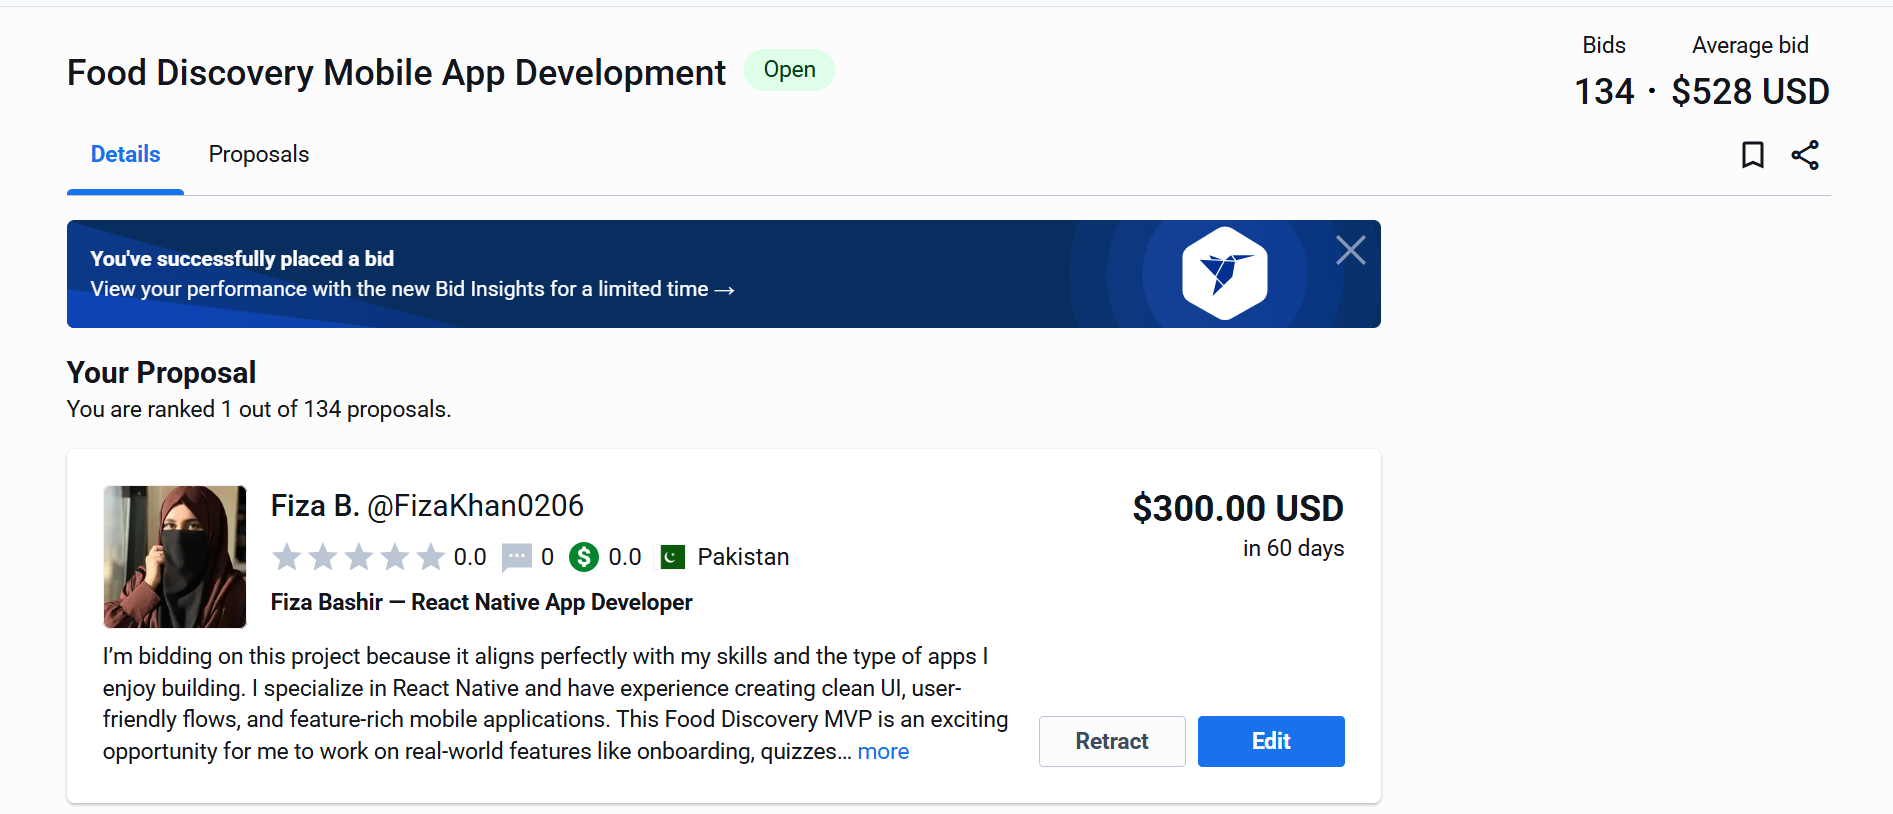 Food Discovery Mobile App Development
Open
Bids
Average bid
134 · $528 USD
Details
Proposals
You've successfully placed a bid
View your performance with the new Bid Insights for a limited time →
Your Proposal
You are ranked 1 out of 134 proposals.
Fiza B. @FizaKhan0206
$300.00 USD
in 60 days
0.0 0 0.0 Pakistan
Fiza Bashir — React Native App Developer
I’m bidding on this project because it aligns perfectly with my skills and the type of apps I
enjoy building. I specialize in React Native and have experience creating clean UI, user-
friendly flows, and feature-rich mobile applications. This Food Discovery MVP is an exciting
opportunity for me to work on real-world features like onboarding, quizzes... more
Retract
Edit